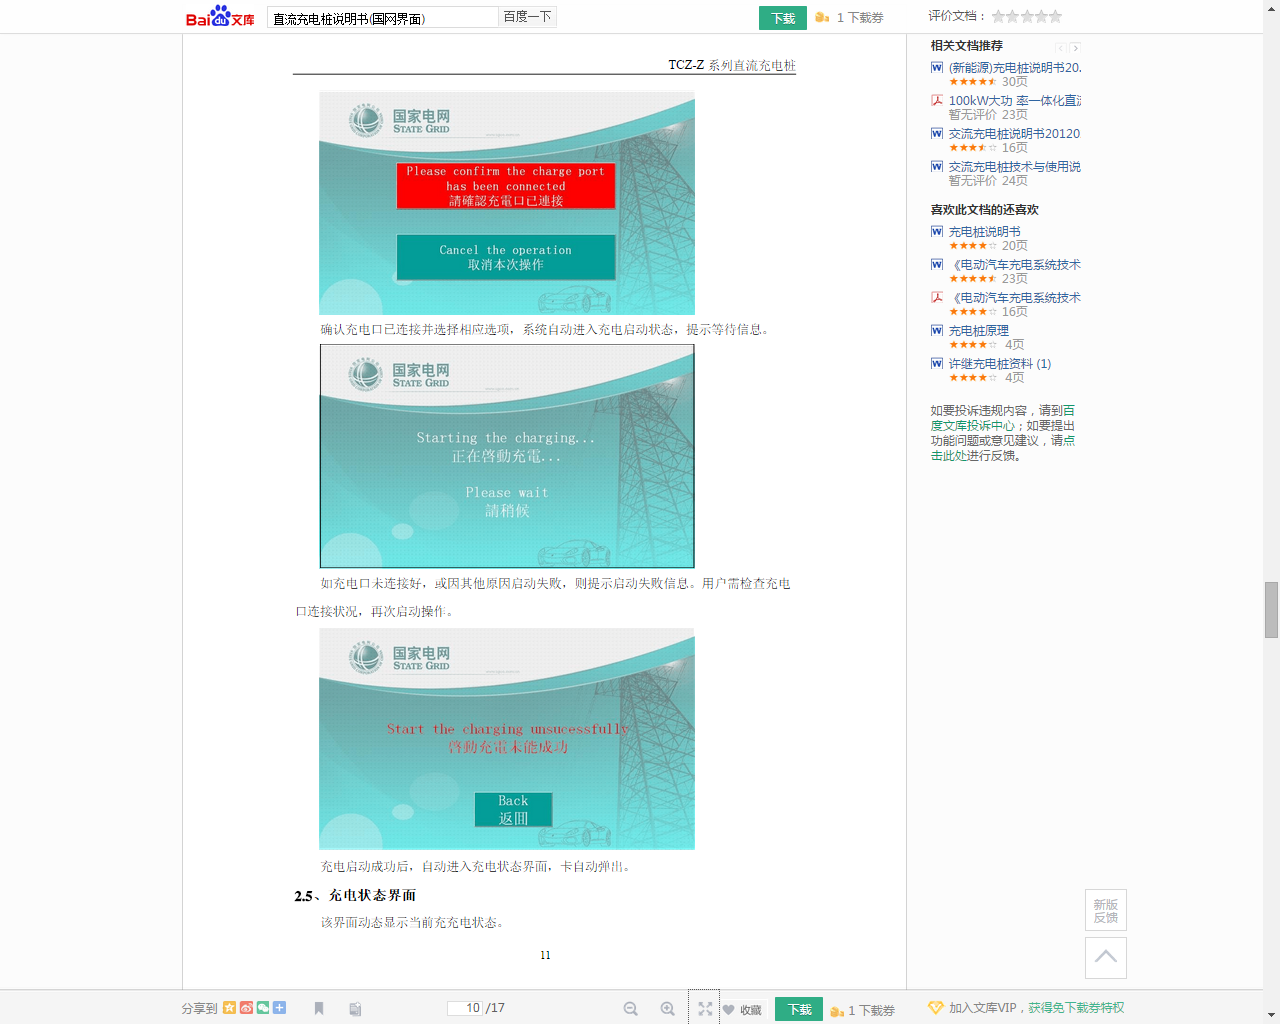 Bai du 文库
直流充电桩说明书(国网界面)
百度一下
下载
1 下载券
评价文档：
TCZ-Z 系列直流充电桩
国家电网
STATE GRID
Please confirm the charge port
has been connected
請確認充電口已連接
Cancel the operation
取消本次操作
确认充电口已连接并选择相应选项，系统自动进入充电启动状态，提示等待信息。
国家电网
STATE GRID
Starting the charging...
正在啓動充電...
Please wait
請稍候
如充电口未连接好，或因其他原因启动失败，则提示启动失败信息。用户需检查充电
口连接状况，再次启动操作。
国家电网
STATE GRID
Start the charging unsucessfully
啓動充電未能成功
Back
返回
充电启动成功后，自动进入充电状态界面，卡自动弹出。
2.5、充电状态界面
该界面动态显示当前充充电状态。
11
相关文档推荐
(新能源)充电桩说明书20.
30页
100kW大功 率一体化直流
暂无评价 23页
交流充电桩说明书20120
16页
交流充电桩技术与使用说
暂无评价 24页
喜欢此文档的还喜欢
充电桩说明书
20页
《电动汽车充电系统技术
23页
《电动汽车充电系统技术
16页
充电桩原理
4页
许继充电桩资料 (1)
4页
如要投诉违规内容，请到百
度文库投诉中心；如要提出
功能问题或意见建议，请点
击此处进行反馈。
新版
反馈
分享到
10 /17
收藏
下载
1 下载券
加入文库VIP，获得免下载券特权